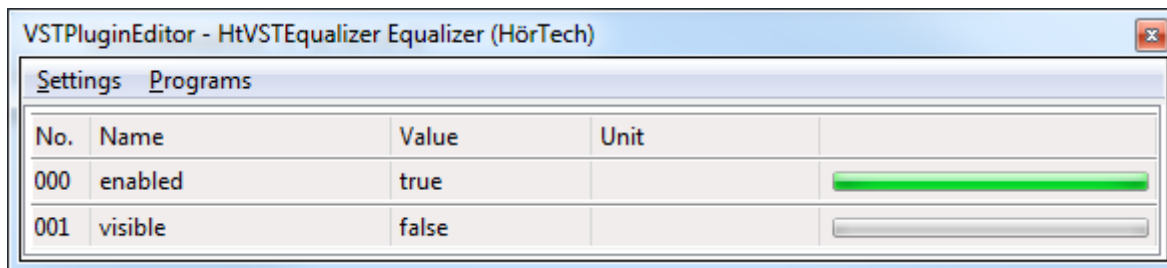 VSTPluginEditor - HtVSTEqualizer Equalizer (HörTech)
Settings Programs
No. Name Value Unit
000 enabled true
001 visible false